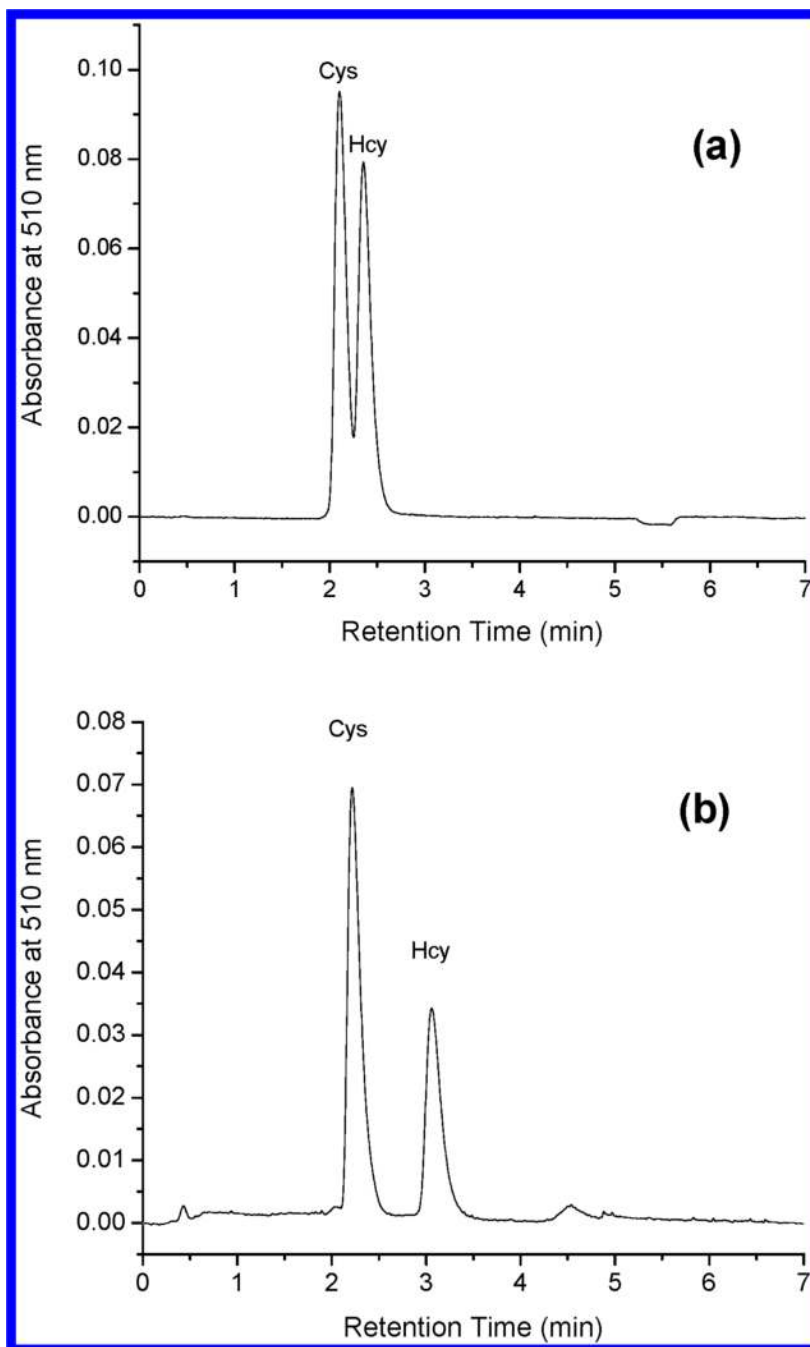 0.10
Cys
Hcy
(a)
0.08
0.06
0.04
0.02
0.00
Absorbance at 510 nm
0 1 2 3 4 5 6 7
Retention Time (min)
0.08
Cys
0.07
(b)
0.06
0.05
Hcy
0.04
0.03
0.02
0.01
0.00
Absorbance at 510 nm
0 1 2 3 4 5 6 7
Retention Time (min)